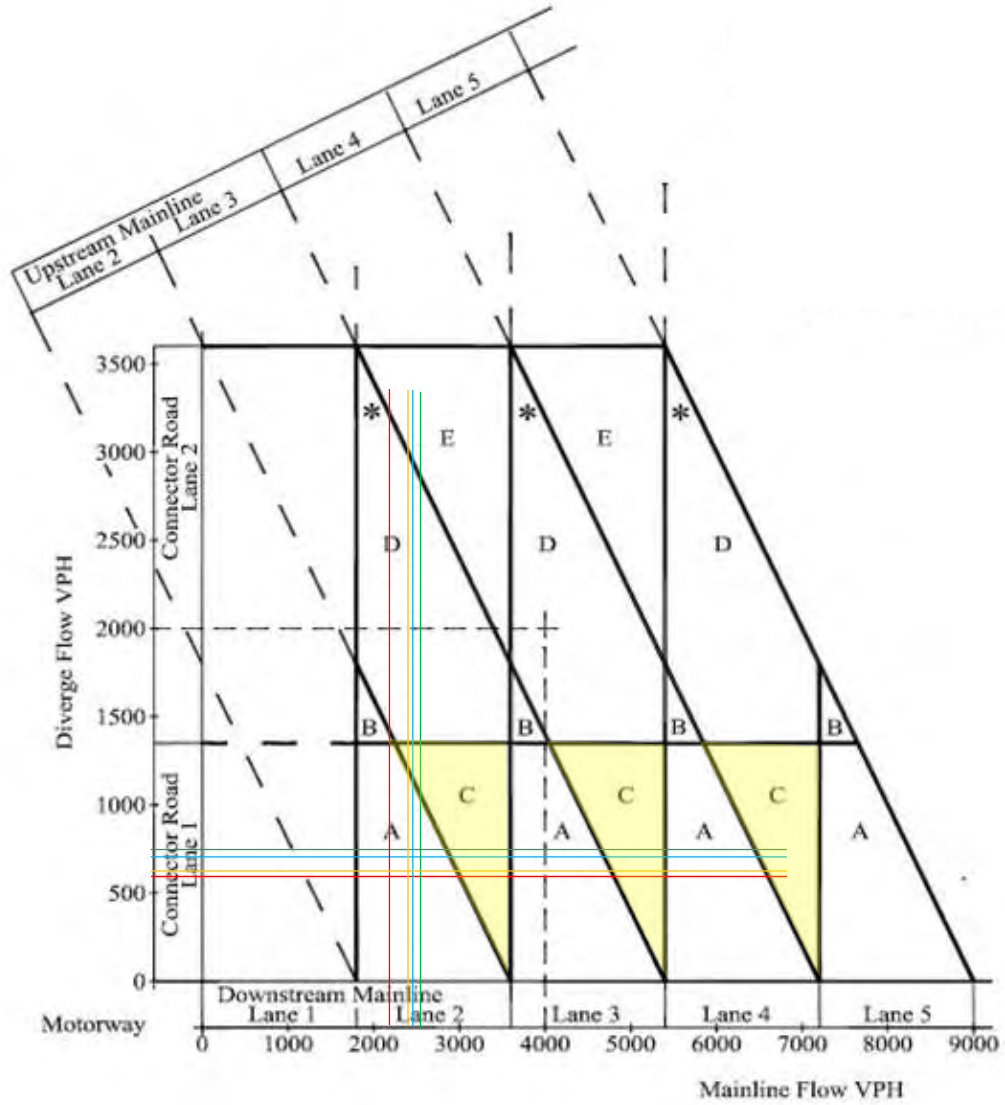 Lane 5
Lane 4
Upstream Mainline
Lane 3
Lane 2
3500
3000
2500
2000
1500
1000
500
0
Diverge Flow VPH
Connector Road
Lane 2
Connector Road
Lane 1
* * *
E E
D D D
B B B B
C C C
A A A A
Downstream Mainline
Motorway Lane 1 Lane 2 Lane 3 Lane 4 Lane 5
0 1000 2000 3000 4000 5000 6000 7000 8000 9000
Mainline Flow VPH